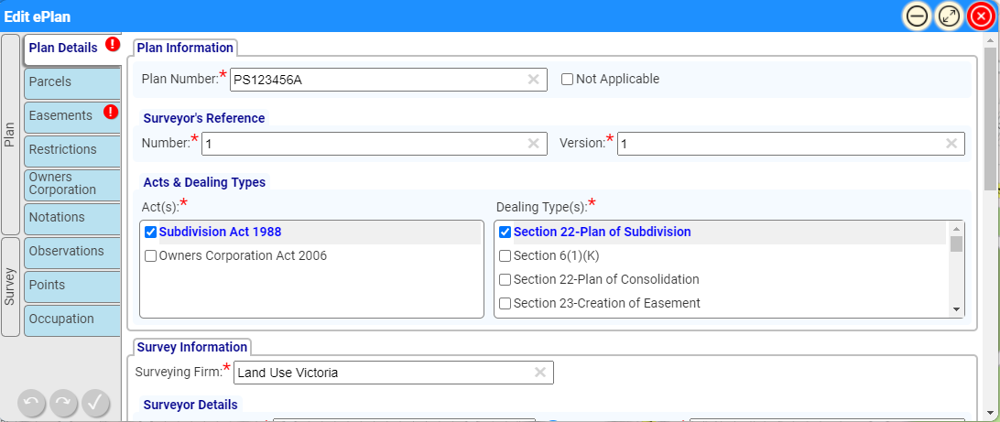 Edit ePlan
Plan
Survey
Plan Details !
Parcels
Easements !
Restrictions
Owners
Corporation
Notations
Observations
Points
Occupation
Plan Information
Plan Number:* PS123456A Not Applicable
Surveyor's Reference
Number:* 1 Version:* 1
Acts & Dealing Types
Act(s):* Dealing Type(s):*
Subdivision Act 1988 Section 22-Plan of Subdivision
Owners Corporation Act 2006 Section 6(1)(K)
Section 22-Plan of Consolidation
Section 23-Creation of Easement
Survey Information
Surveying Firm:* Land Use Victoria
Surveyor Details